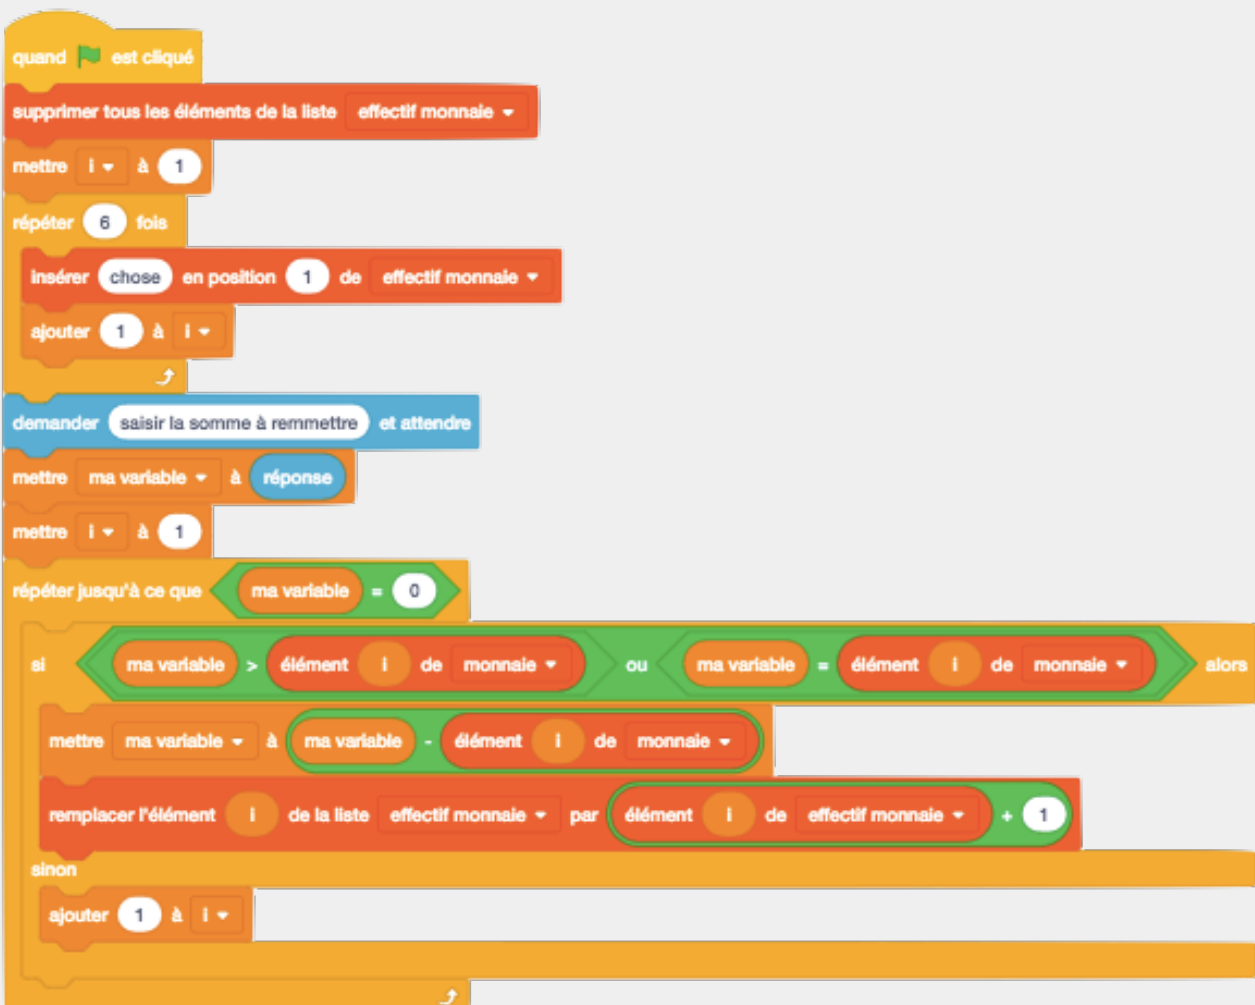 quand est cliqué
supprimer tous les éléments de la liste effectif monnaie
mettre i à 1
répéter 6 fois
insérer chose en position 1 de effectif monnaie
ajouter 1 à i
demander saisir la somme à remmettre et attendre
mettre ma variable à réponse
mettre i à 1
répéter jusqu'à ce que ma variable = 0
si ma variable > élément i de monnaie ou ma variable = élément i de monnaie alors
mettre ma variable à ma variable - élément i de monnaie
remplacer l'élément i de la liste effectif monnaie par élément i de effectif monnaie + 1
sinon
ajouter 1 à i